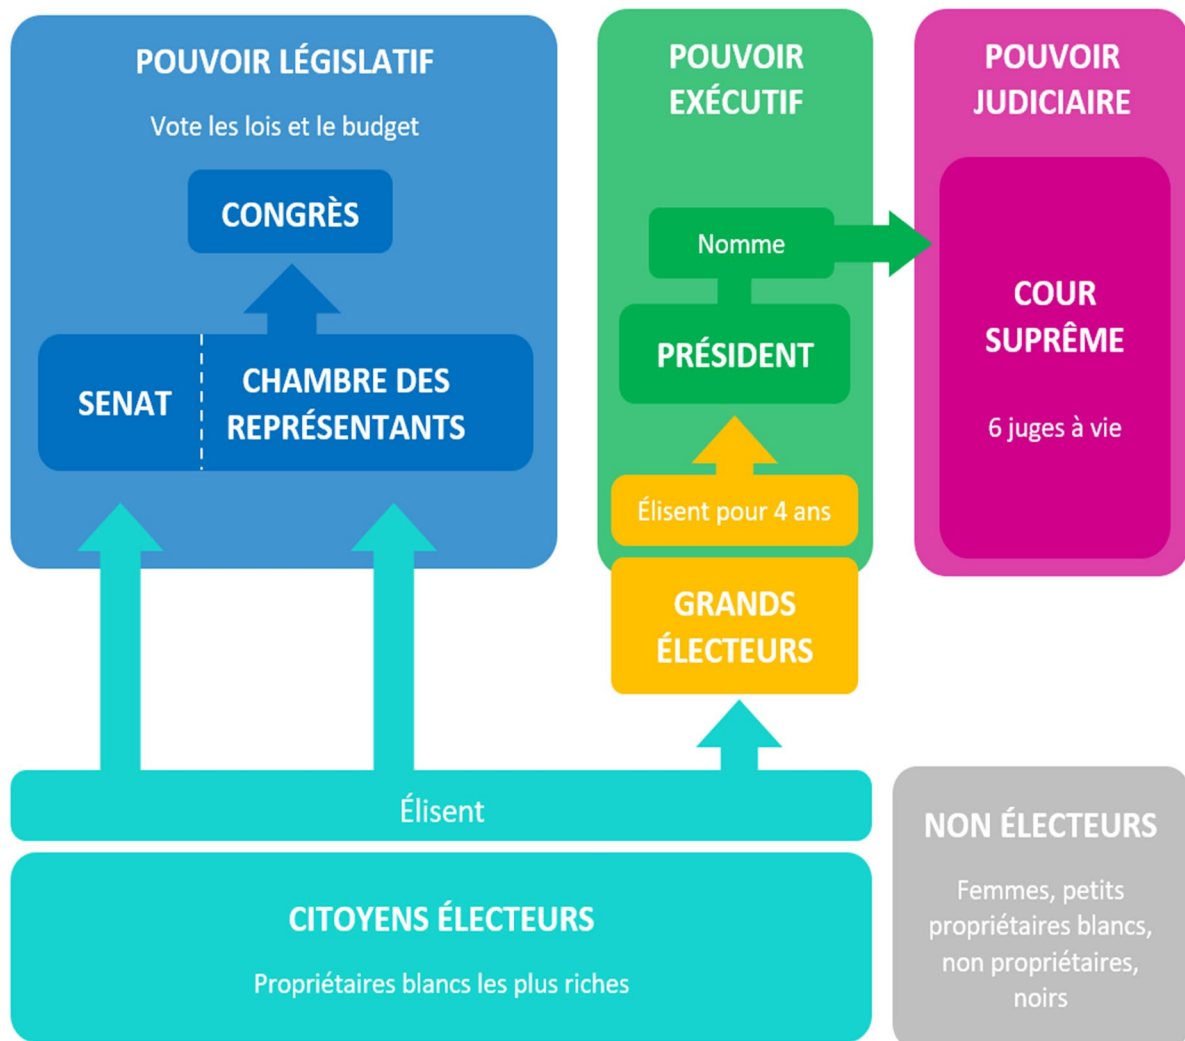 POUVOIR LÉGISLATIF
Vote les lois et le budget
CONGRÈS
SENAT
CHAMBRE DES
REPRÉSENTANTS
POUVOIR
EXÉCUTIF
Nomme
PRÉSIDENT
Élisent pour 4 ans
GRANDS
ÉLECTEURS
POUVOIR
JUDICIAIRE
COUR
SUPRÊME
6 juges à vie
Élisent
CITOYENS ÉLECTEURS
Propriétaires blancs les plus riches
NON ÉLECTEURS
Femmes, petits
propriétaires blancs,
non propriétaires,
noirs